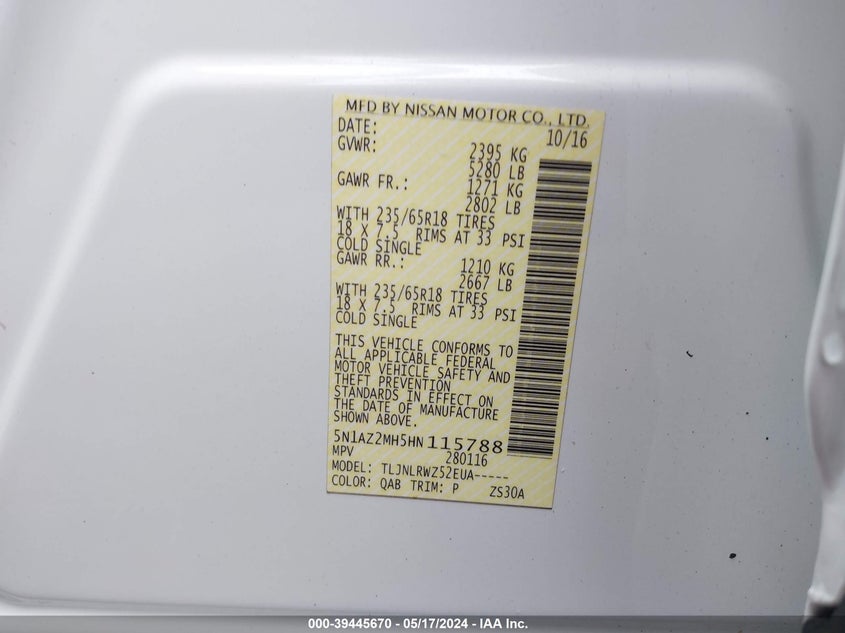 MFD BY NISSAN MOTOR CO., LTD.
DATE: 10/16
GVWR: 2395 KG
5280 LB
GAWR FR.: 1271 KG
2802 LB
WITH 235/65R18 TIRES
18 X 7.5 RIMS AT 33 PSI
COLD SINGLE
GAWR RR.: 1210 KG
2667 LB
WITH 235/65R18 TIRES
18 X 7.5 RIMS AT 33 PSI
COLD SINGLE
THIS VEHICLE CONFORMS TO
ALL APPLICABLE FEDERAL
MOTOR VEHICLE SAFETY AND
THEFT PREVENTION
STANDARDS IN EFFECT ON
THE DATE OF MANUFACTURE
SHOWN ABOVE.
5N1AZ2MH5HN115788
MPV 280116
MODEL: TLJNLRWZ52EUA-----
COLOR: QAB TRIM: P ZS30A
000-39445670 - 05/17/2024 - IAA Inc.